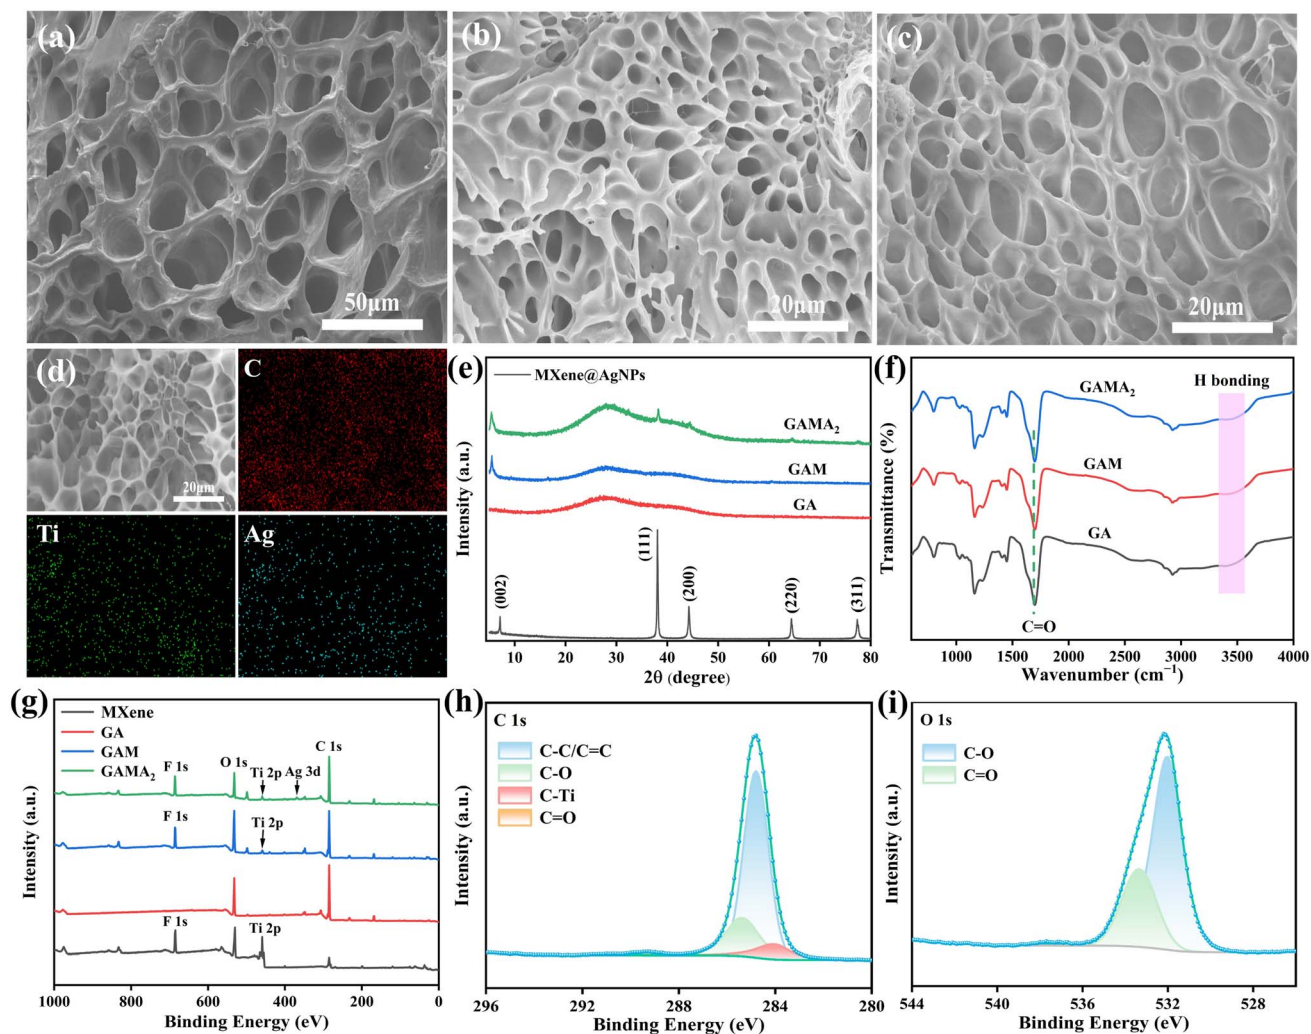 (a)
50μm
(b)
20μm
(c)
20μm
(d)
20μm
C
Ti
Ag
(e)
MXene@AgNPs
GAMA₂
GAM
GA
(002)
(111)
(200)
(220)
(311)
10 20 30 40 50 60 70 80
2θ (degree)
Intensity (a.u.)
(f)
H bonding
GAMA₂
GAM
GA
C=O
1000 1500 2000 2500 3000 3500 4000
Wavenumber (cm⁻¹)
Transmittance (%)
(g)
MXene
GA
GAM
GAMA₂
F 1s
O 1s
Ti 2p
Ag 3d
C 1s
F 1s
Ti 2p
F 1s
Ti 2p
1000 800 600 400 200 0
Binding Energy (eV)
Intensity (a.u.)
(h)
C 1s
C-C/C=C
C-O
C-Ti
C=O
296 292 288 284 280
Binding Energy (eV)
Intensity (a.u.)
(i)
O 1s
C-O
C=O
544 540 536 532 528
Binding Energy (eV)
Intensity (a.u.)